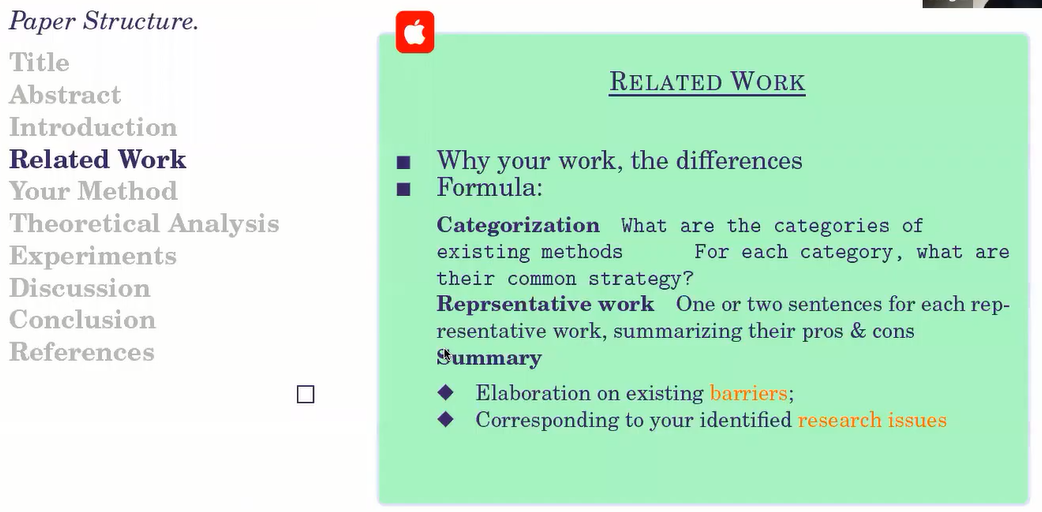 Paper Structure.
Title
Abstract
Introduction
Related Work
Your Method
Theoretical Analysis
Experiments
Discussion
Conclusion
References
RELATED WORK
Why your work, the differences
Formula:
Categorization What are the categories of
existing methods For each category, what are
their common strategy?
Reprsentative work One or two sentences for each rep-
resentative work, summarizing their pros & cons
Summary
Elaboration on existing barriers;
Corresponding to your identified research issues